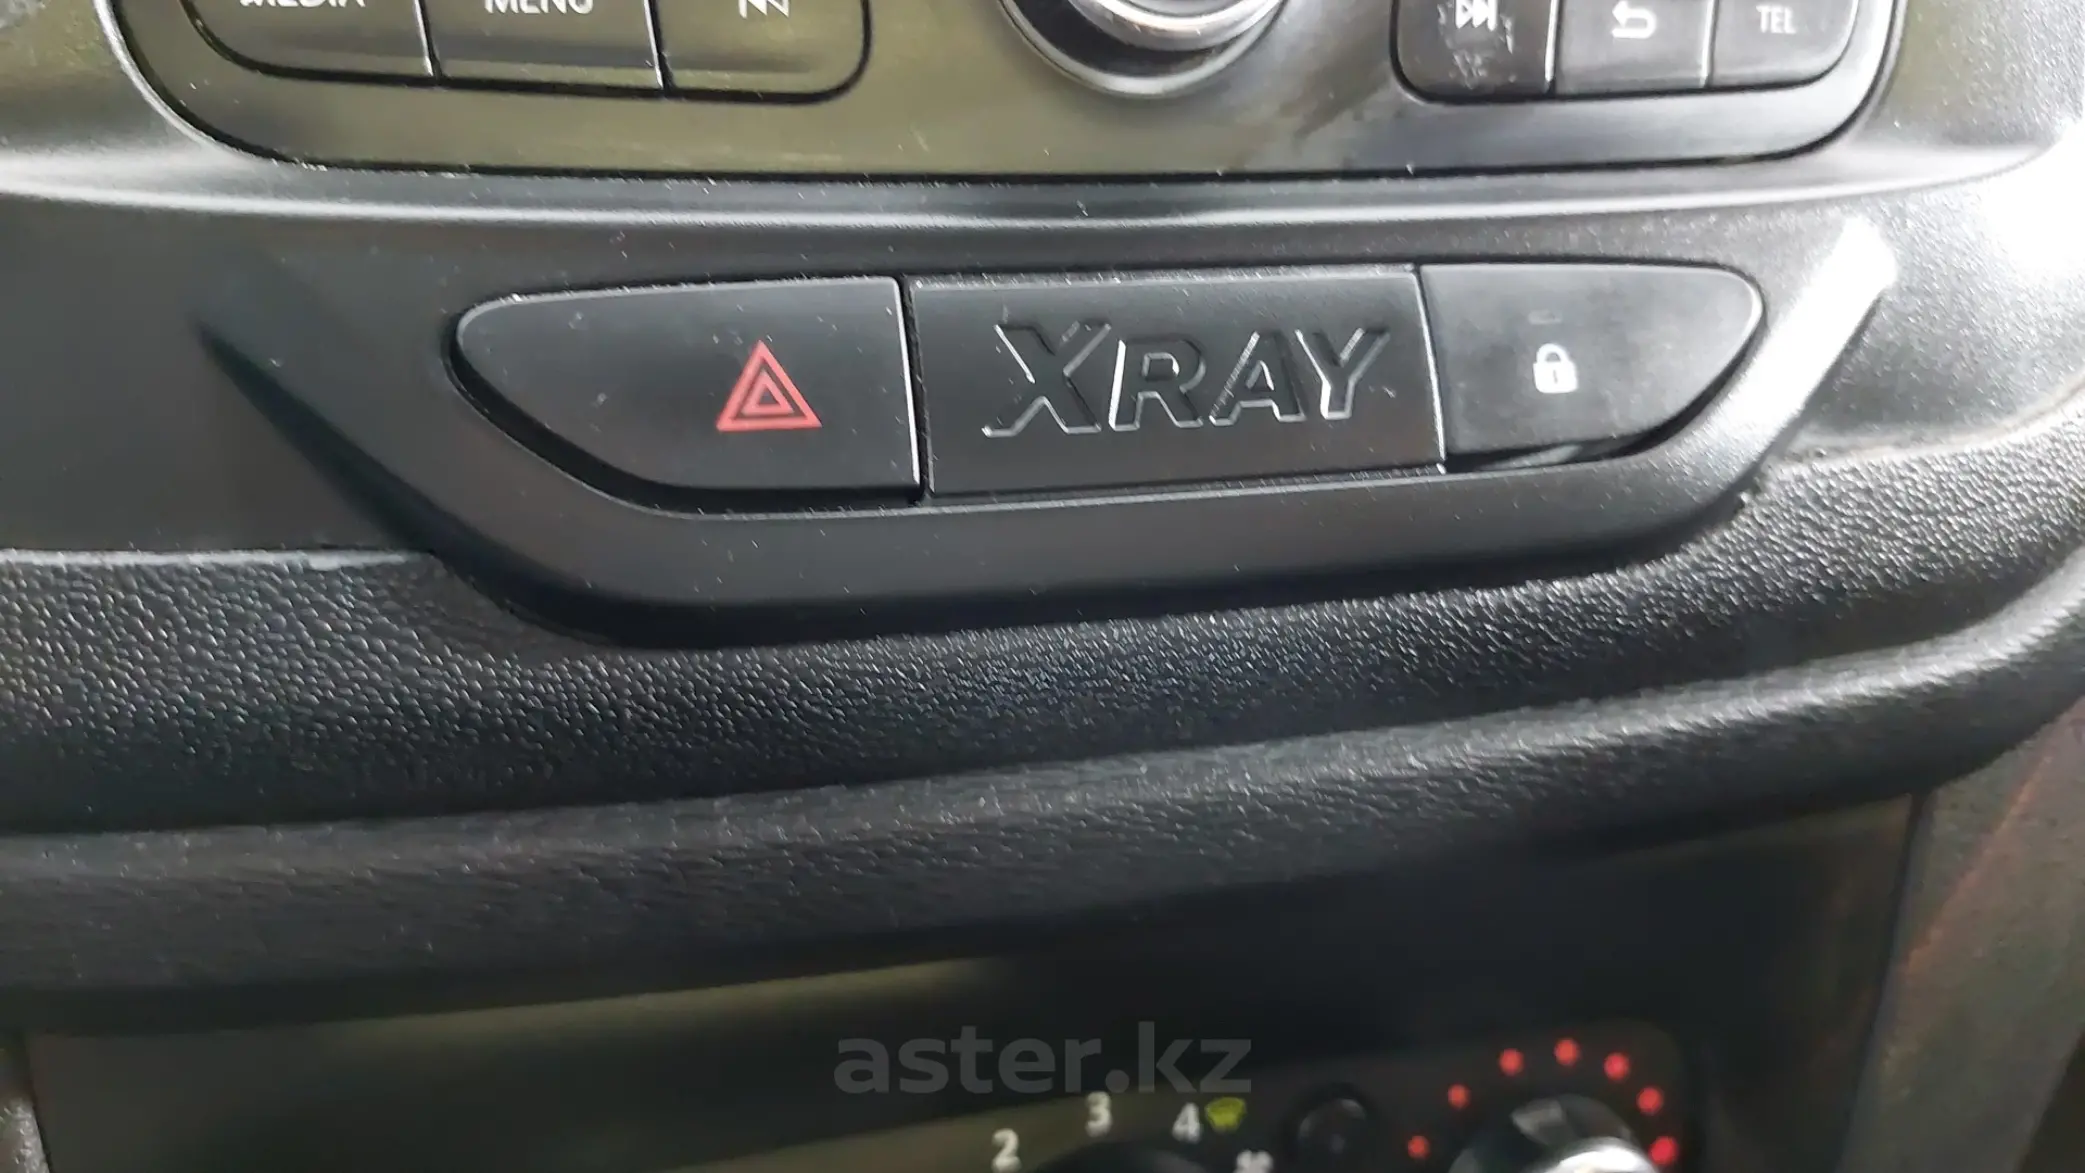 MEDIA MENU TEL
XRAY
aster.kz
2 3 4